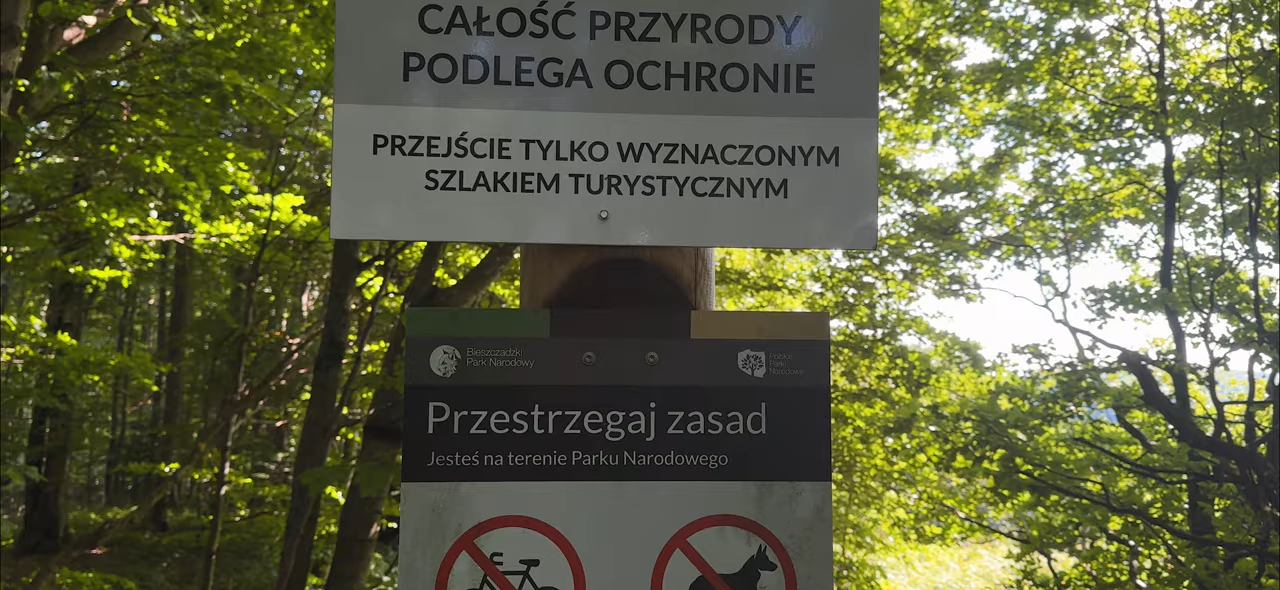 CAŁOŚĆ PRZYRODY
PODLEGA OCHRONIE
PRZEJŚCIE TYLKO WYZNACZONYM
SZLAKIEM TURYSTYCZNYM
Bieszczadzki
Park Narodowy
Polskie
Parki
Narodowe
Przestrzegaj zasad
Jesteś na terenie Parku Narodowego